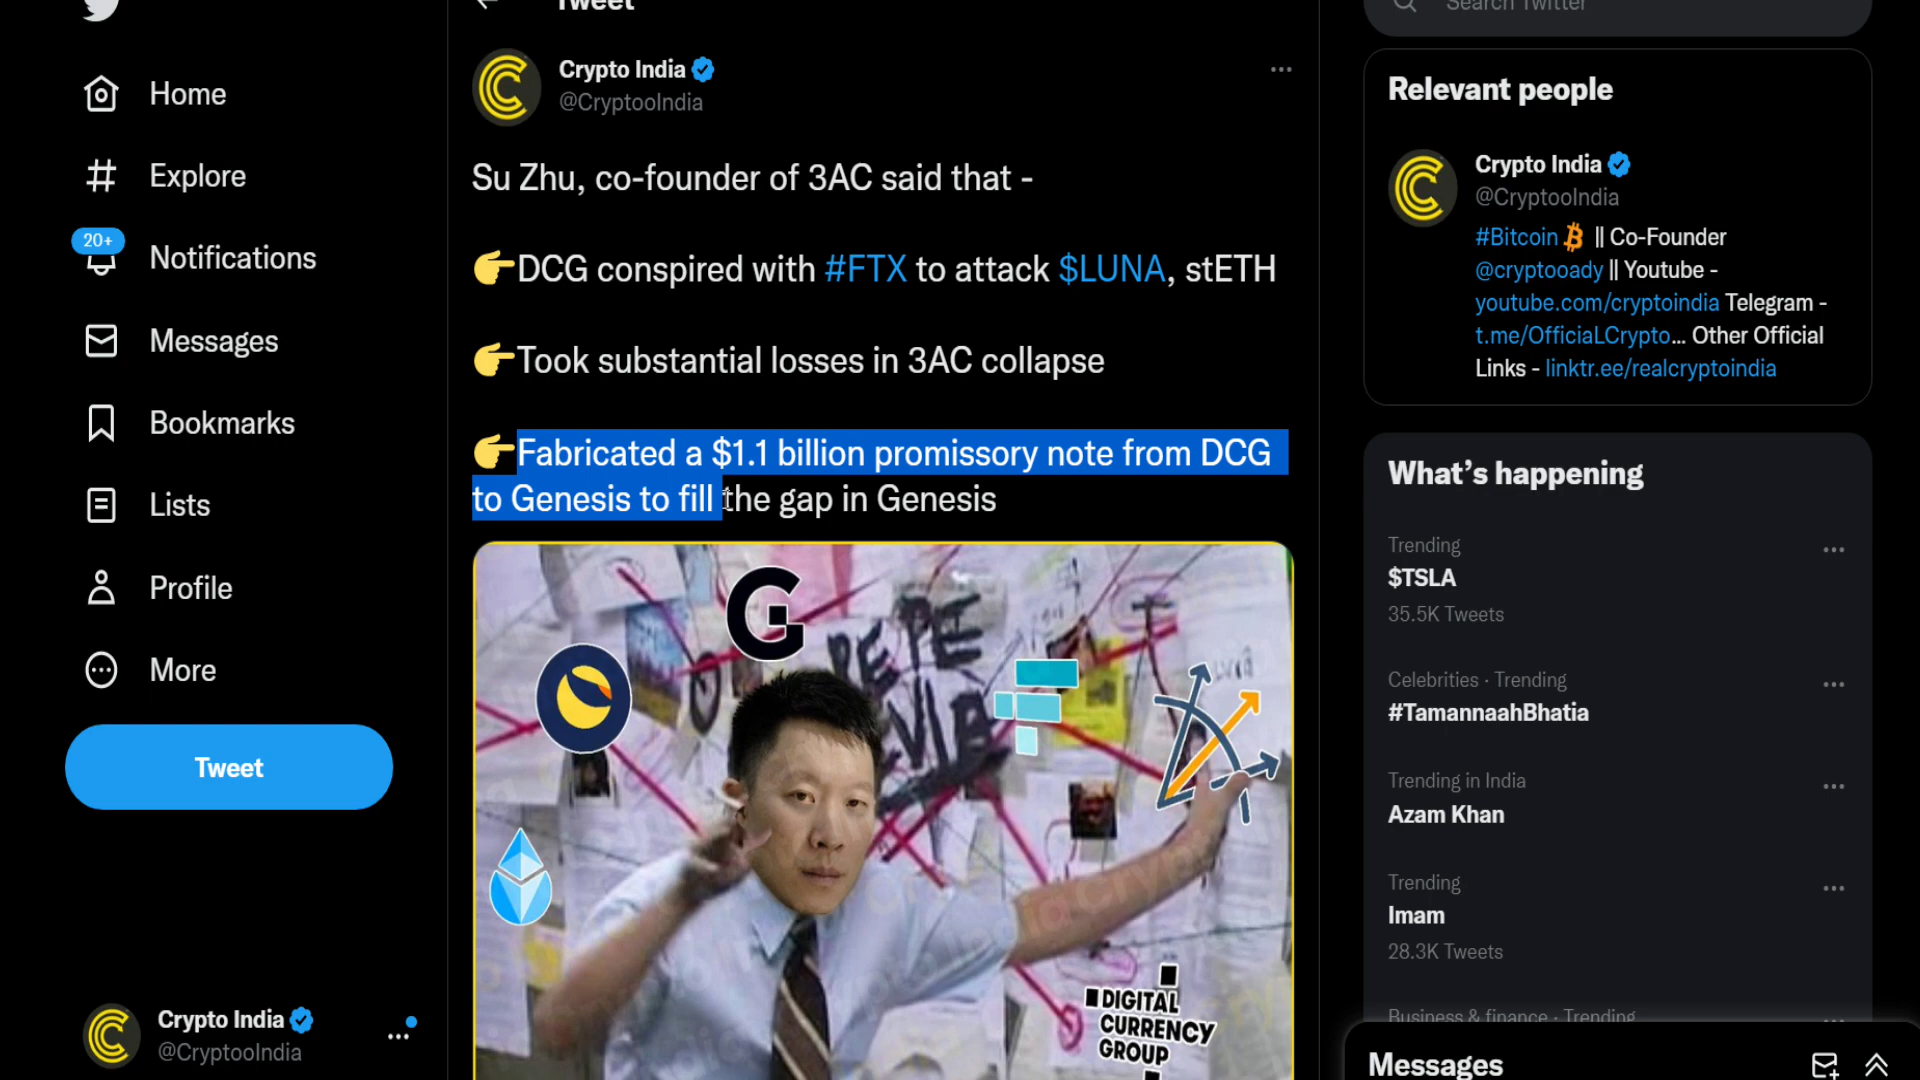 Tweet
Search Twitter
Home
Explore
20+
Notifications
Messages
Bookmarks
Lists
Profile
More
Tweet
Crypto India
@CryptooIndia
Crypto India
@CryptooIndia
Su Zhu, co-founder of 3AC said that -
👉DCG conspired with #FTX to attack $LUNA, stETH
👉Took substantial losses in 3AC collapse
👉Fabricated a $1.1 billion promissory note from DCG
to Genesis to fill the gap in Genesis
G
PEPE
SILVIA
DIGITAL
CURRENCY
GROUP
Relevant people
Crypto India
@CryptooIndia
#Bitcoin || Co-Founder
@cryptooady || Youtube -
youtube.com/cryptoindia Telegram -
t.me/OfficiaLCrypto... Other Official
Links - linktr.ee/realcryptoindia
What's happening
Trending
$TSLA
35.5K Tweets
Celebrities · Trending
#TamannaahBhatia
Trending in India
Azam Khan
Trending
Imam
28.3K Tweets
Business & finance · Trending
Messages